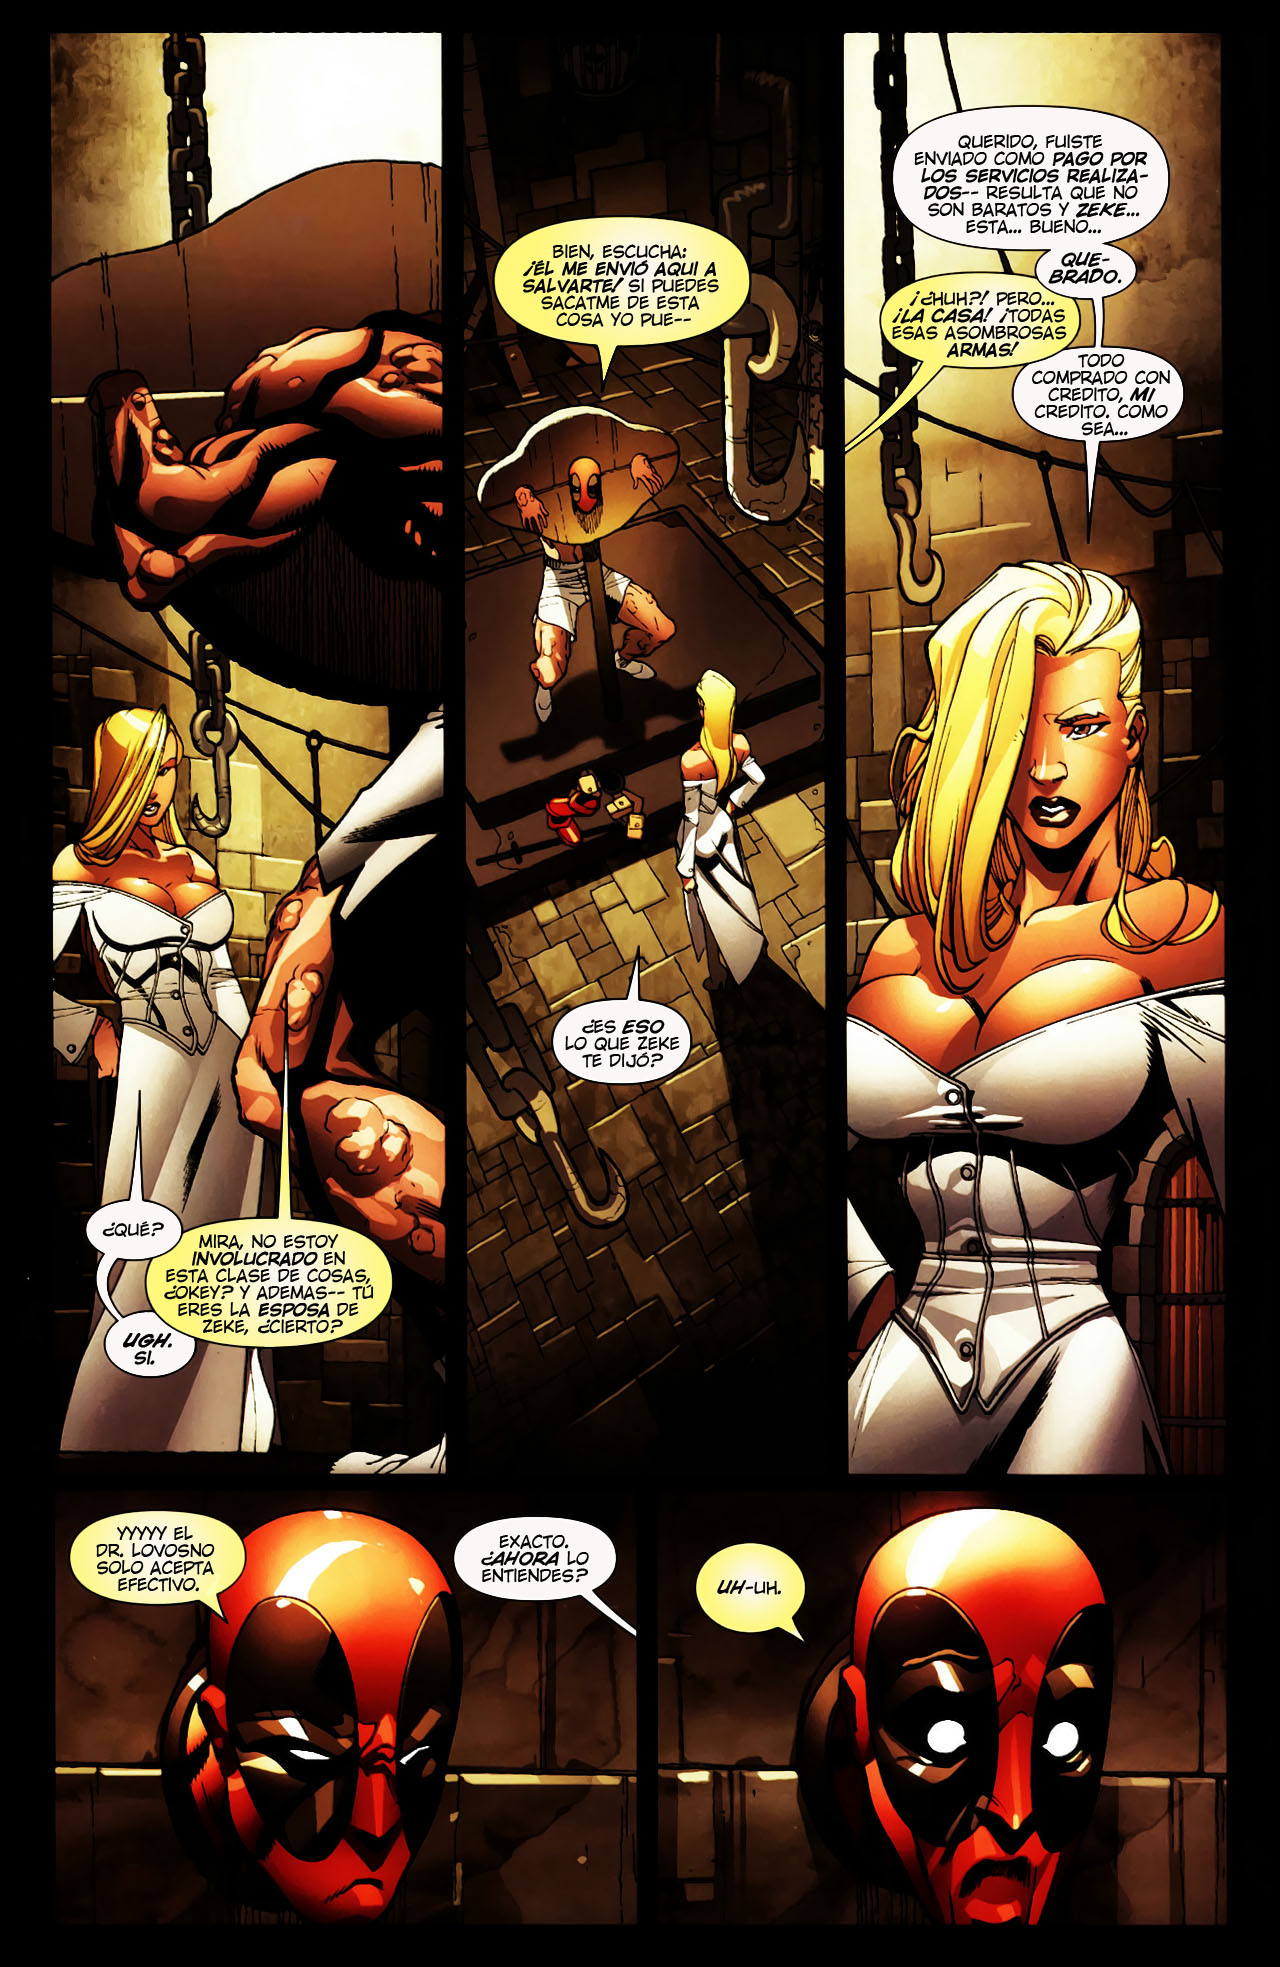 ¿QUÉ?
MIRA, NO ESTOY
INVOLUCRADO EN
ESTA CLASE DE COSAS,
¿OKEY? Y ADEMAS-- TÚ
ERES LA ESPOSA DE
ZEKE, ¿CIERTO?
UGH.
SI.
BIEN, ESCUCHA:
¡ÉL ME ENVIÓ AQUI A
SALVARTE! SI PUEDES
SACATME DE ESTA
COSA YO PUE--
¿ES ESO
LO QUE ZEKE
TE DIJÓ?
QUERIDO, FUISTE
ENVIADO COMO PAGO POR
LOS SERVICIOS REALIZA-
DOS-- RESULTA QUE NO
SON BARATOS Y ZEKE...
ESTA... BUENO...
QUE-
BRADO.
¡¿HUH?! PERO...
¡LA CASA! ¡TODAS
ESAS ASOMBROSAS
ARMAS!
TODO
COMPRADO CON
CREDITO, MI
CREDITO. COMO
SEA...
YYYYY EL
DR. LOVOSNO
SOLO ACEPTA
EFECTIVO.
EXACTO.
¿AHORA LO
ENTIENDES?
UH-UH.